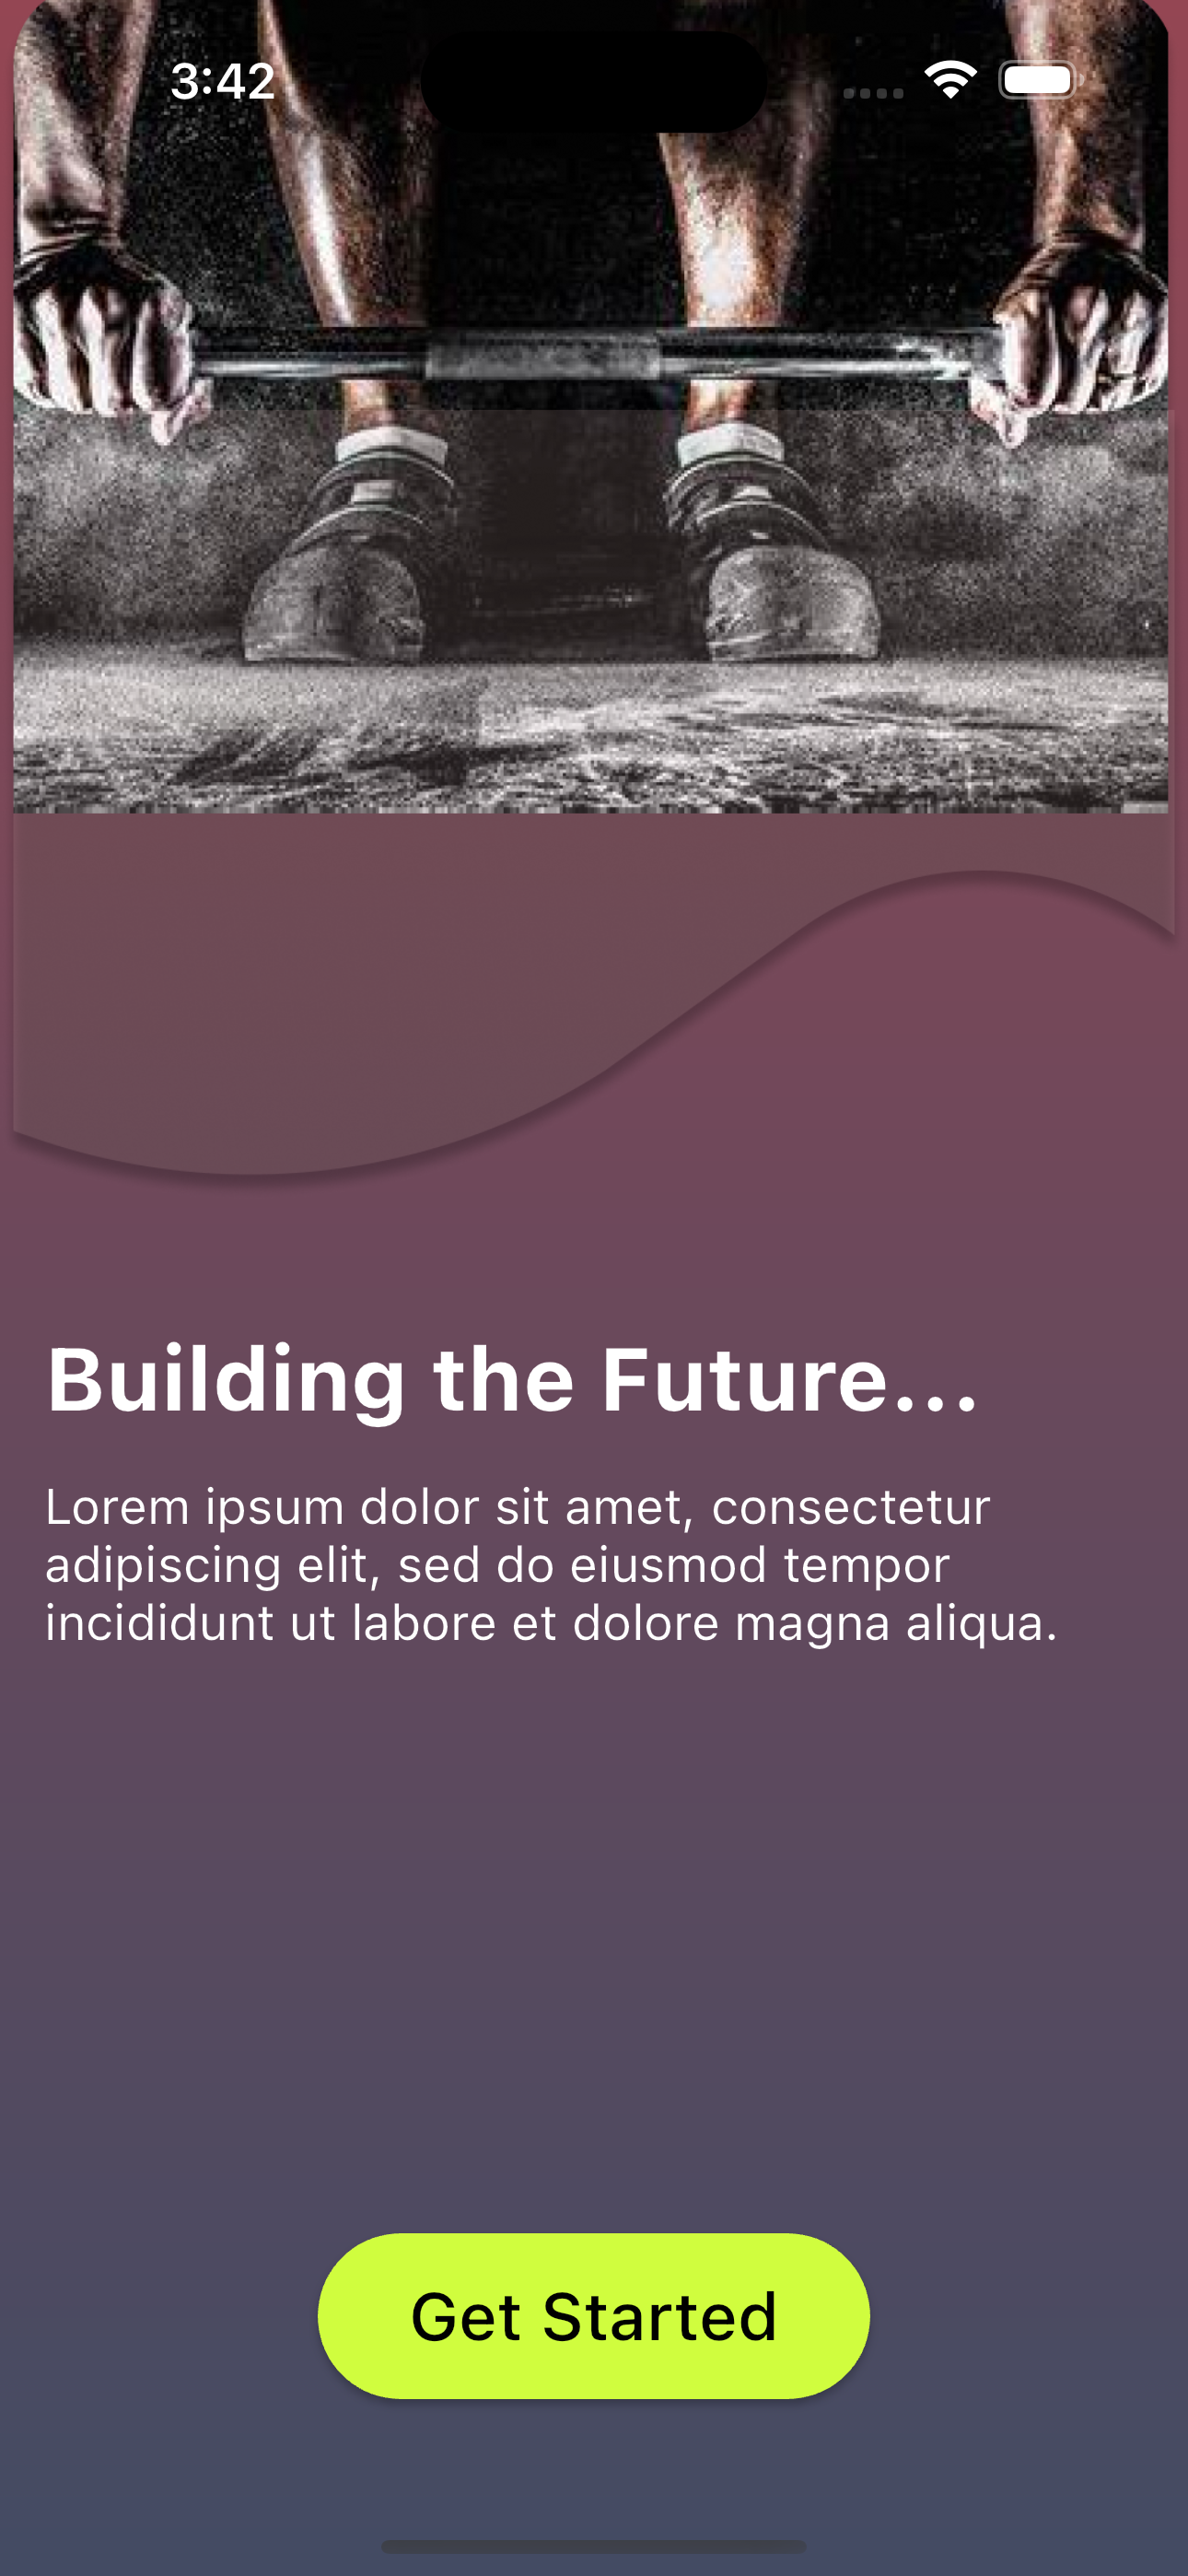 3:42
Building the Future...
Lorem ipsum dolor sit amet, consectetur
adipiscing elit, sed do eiusmod tempor
incididunt ut labore et dolore magna aliqua.
Get Started